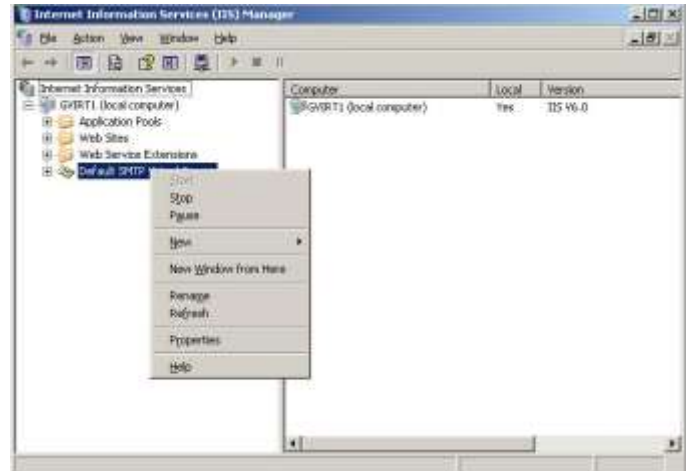 Internet Information Services (IIS) Manager
File Action View Window Help
Internet Information Services
GVIRT1 (local computer)
Application Pools
Web Sites
Web Service Extensions
Default SMTP
Computer Local Version
GVIRT1 (local computer) Yes IIS V6.0
Start
Stop
Pause
New
New Window from Here
Rename
Refresh
Properties
Help